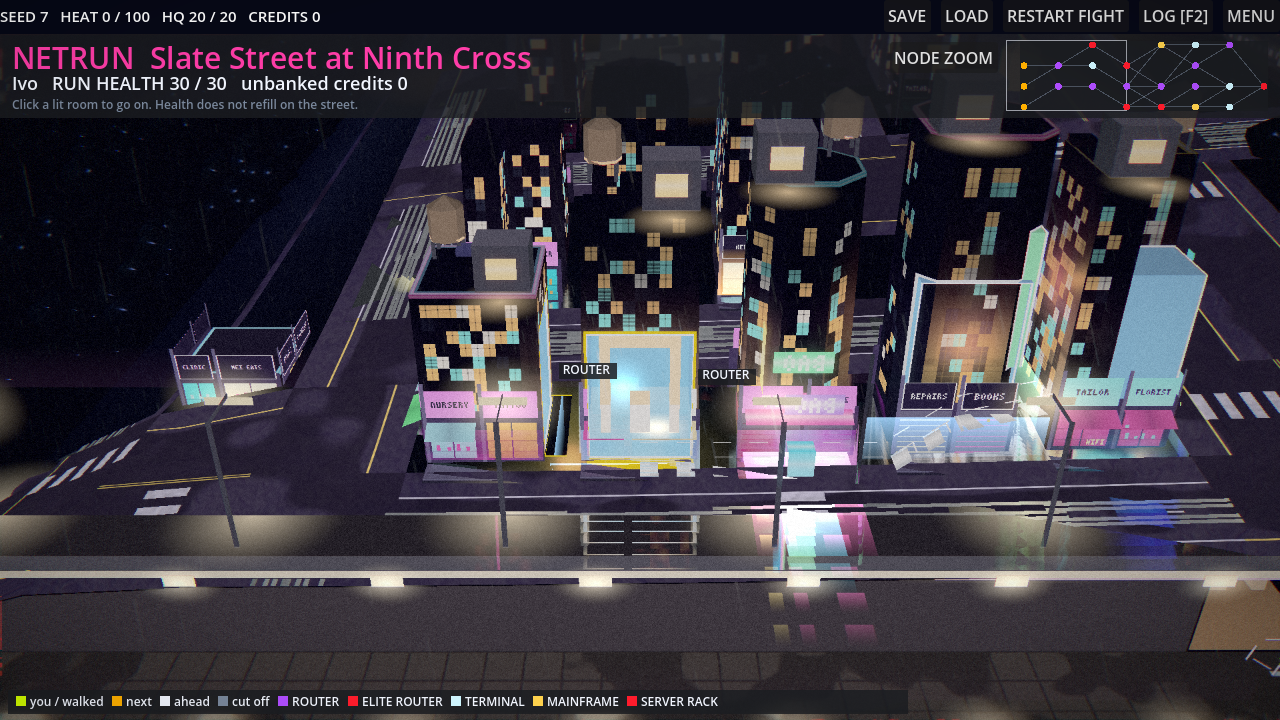 SEED 7 HEAT 0 / 100 HQ 20 / 20 CREDITS 0
SAVE LOAD RESTART FIGHT LOG [F2] MENU
NETRUN Slate Street at Ninth Cross
NODE ZOOM
Ivo RUN HEALTH 30 / 30 unbanked credits 0
Click a lit room to go on. Health does not refill on the street.
CLINIC
ROUTER
ROUTER
NURSERY
REPAIRS
BOOKS
TAILOR
FLORIST
WIFI
you / walked next ahead cut off ROUTER ELITE ROUTER TERMINAL MAINFRAME SERVER RACK